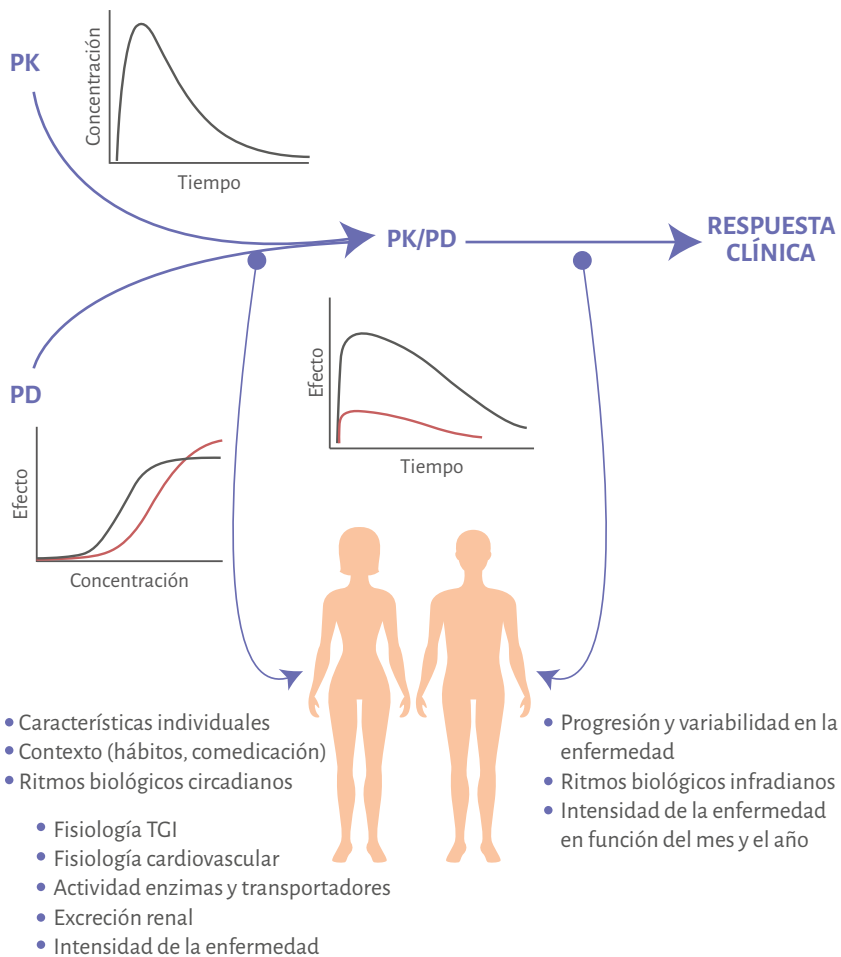 PK
Concentración
Tiempo
PK/PD
RESPUESTA
CLÍNICA
PD
Efecto
Concentración
Efecto
Tiempo
• Características individuales
• Contexto (hábitos, comedicación)
• Ritmos biológicos circadianos
• Fisiología TGI
• Fisiología cardiovascular
• Actividad enzimas y transportadores
• Excreción renal
• Intensidad de la enfermedad
• Progresión y variabilidad en la
enfermedad
• Ritmos biológicos infradianos
• Intensidad de la enfermedad
en función del mes y el año